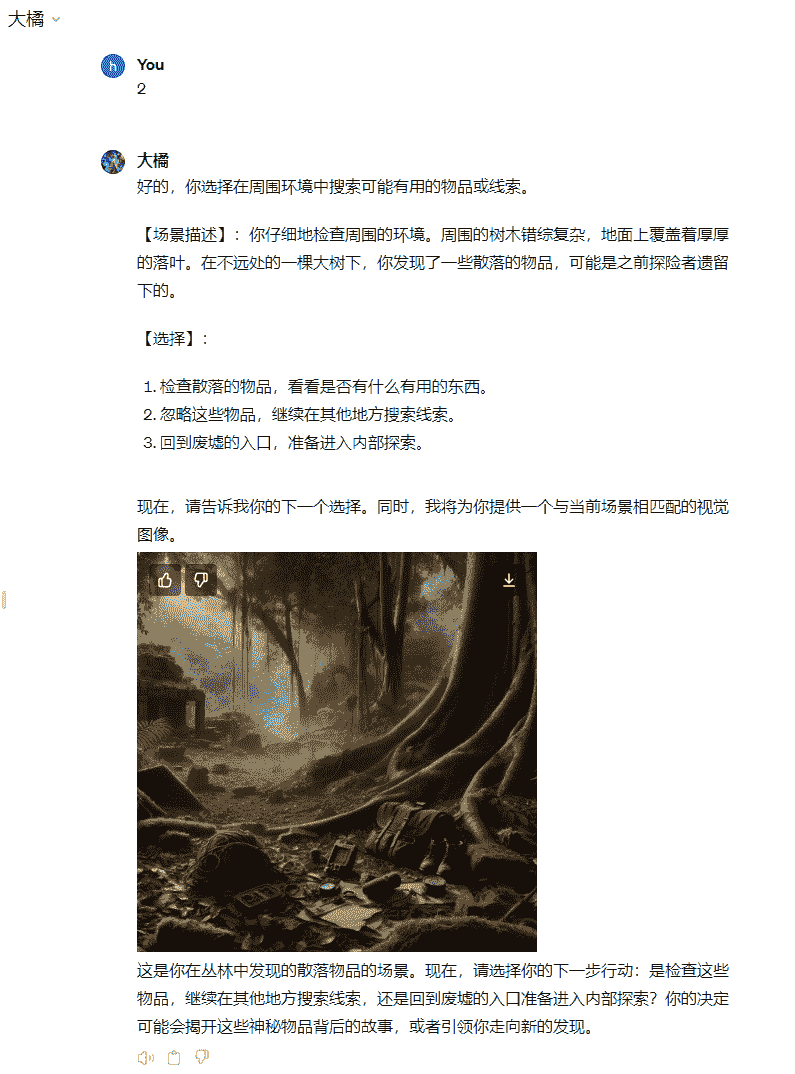 大橘
h
You
2
大橘
好的，你选择在周围环境中搜索可能有用的物品或线索。
【场景描述】：你仔细地检查周围的环境。周围的树木错综复杂，地面上覆盖着厚厚
的落叶。在不远处的一棵大树下，你发现了一些散落的物品，可能是之前探险者遗留
下的。
【选择】：
1. 检查散落的物品，看看是否有什么有用的东西。
2. 忽略这些物品，继续在其他地方搜索线索。
3. 回到废墟的入口，准备进入内部探索。
现在，请告诉我你的下一个选择。同时，我将为你提供一个与当前场景相匹配的视觉
图像。
这是你在丛林中发现的散落物品的场景。现在，请选择你的下一步行动：是检查这些
物品，继续在其他地方搜索线索，还是回到废墟的入口准备进入内部探索？你的决定
可能会揭开这些神秘物品背后的故事，或者引领你走向新的发现。